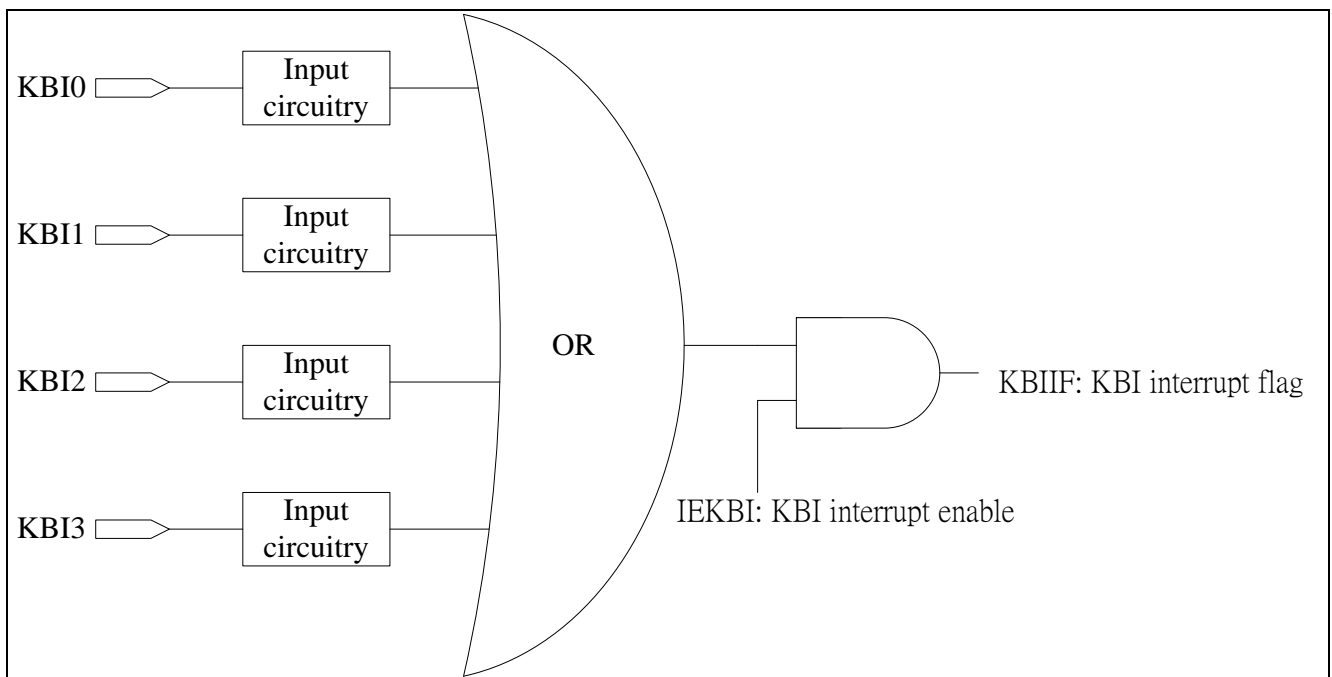 KBI0
Input
circuitry
KBI1
Input
circuitry
KBI2
Input
circuitry
KBI3
Input
circuitry
OR
KBIIF: KBI interrupt flag
IEKBI: KBI interrupt enable